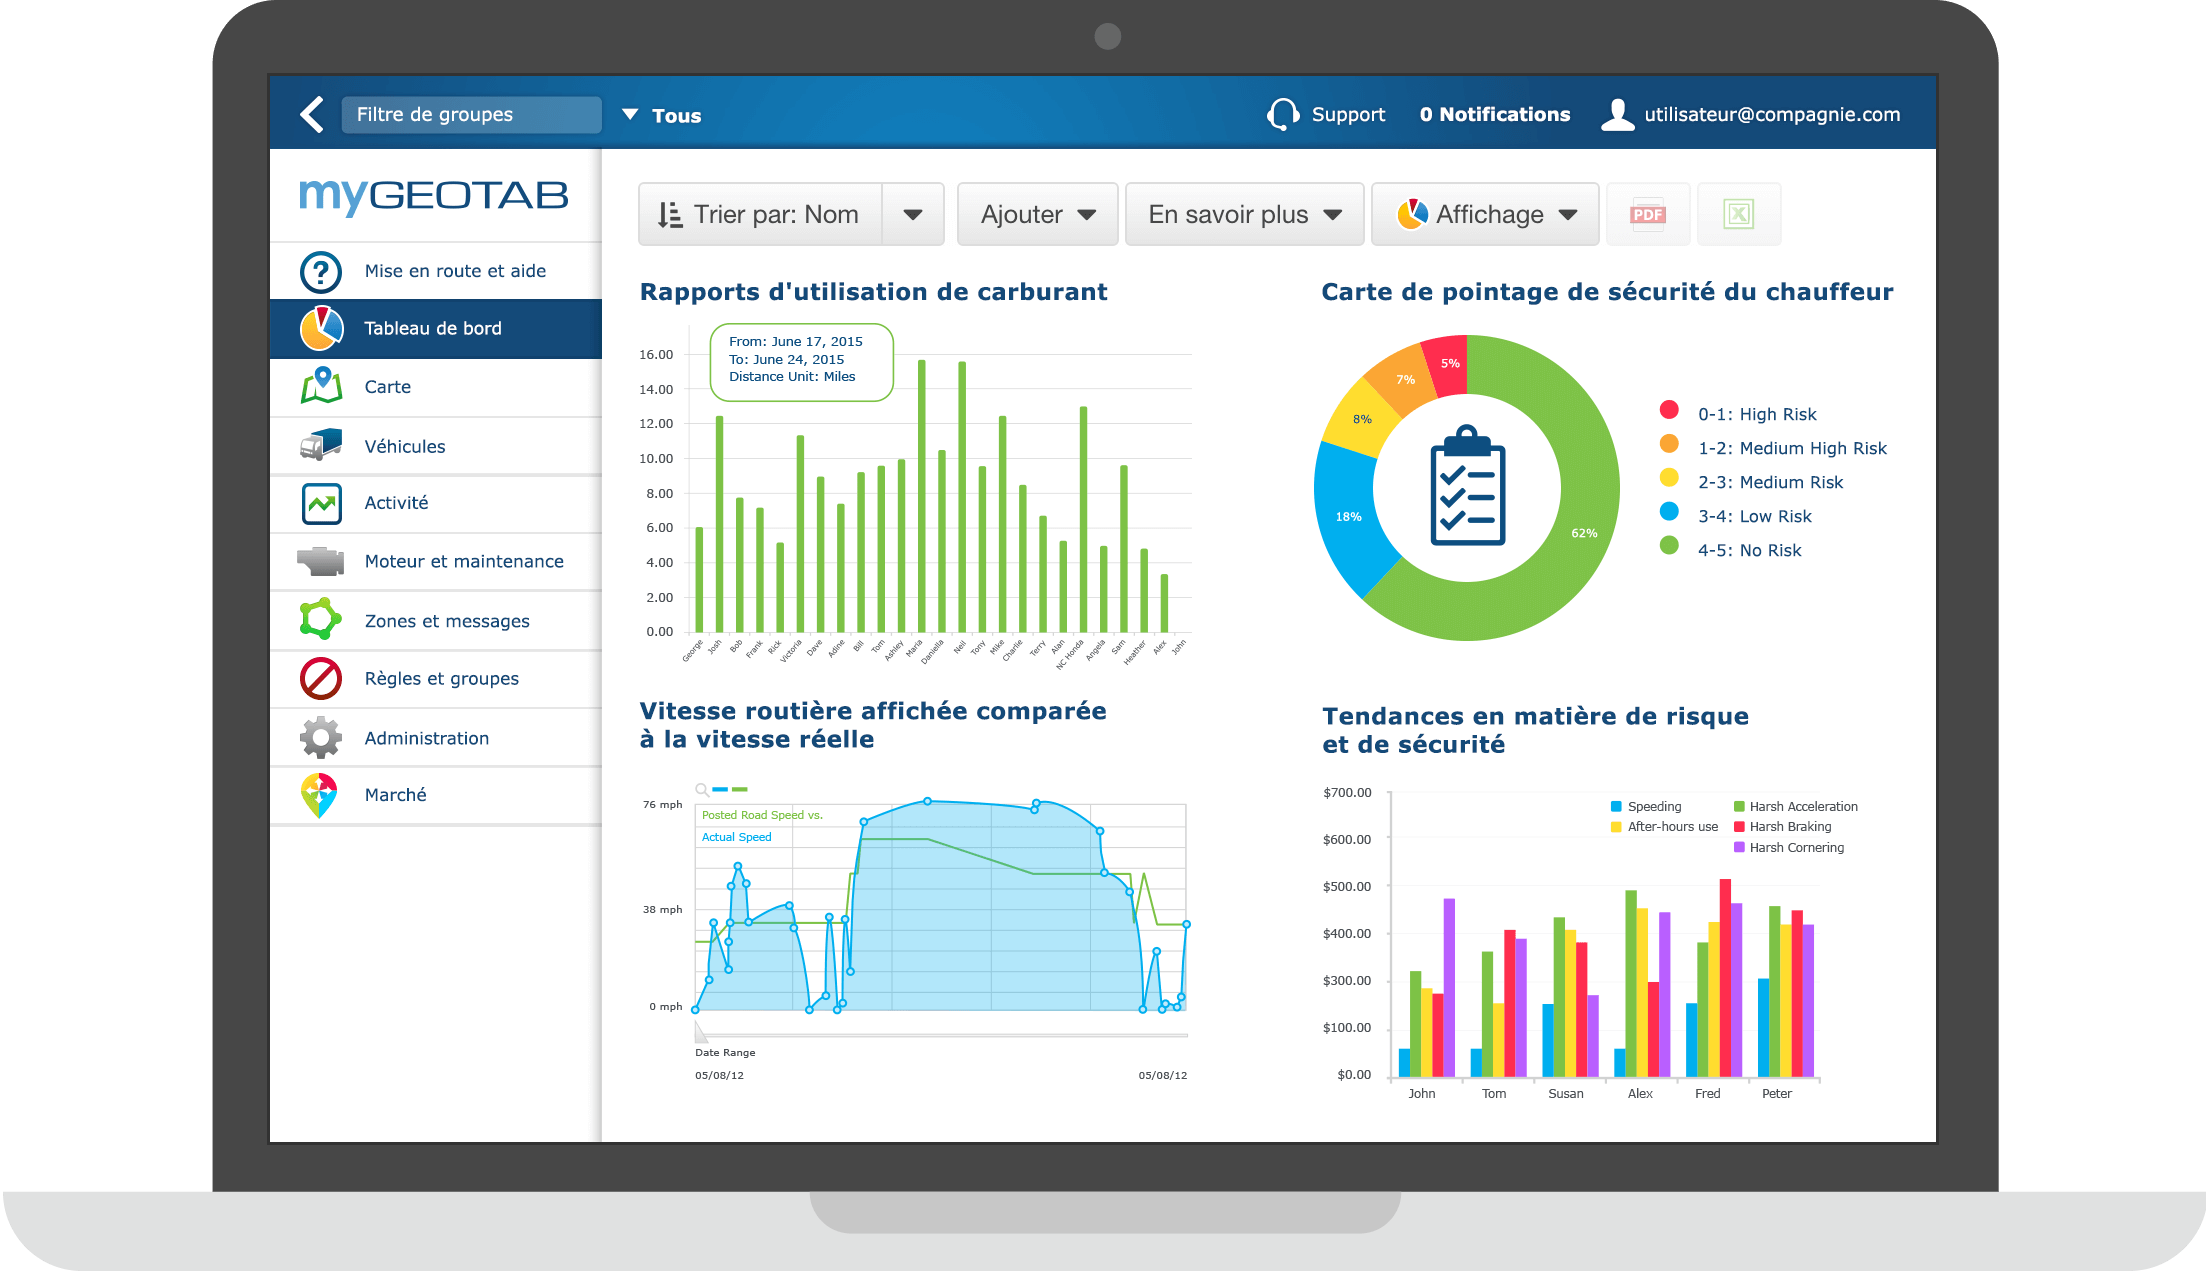 Filtre de groupes
Tous
Support
0 Notifications
utilisateur@compagnie.com
myGEOTAB
Mise en route et aide
Tableau de bord
Carte
Véhicules
Activité
Moteur et maintenance
Zones et messages
Règles et groupes
Administration
Marché
Trier par: Nom
Ajouter
En savoir plus
Affichage
PDF
X
Rapports d'utilisation de carburant
From: June 17, 2015
To: June 24, 2015
Distance Unit: Miles
16.00
14.00
12.00
10.00
8.00
6.00
4.00
2.00
0.00
George
Josh
Bob
Frank
Rick
Victoria
Dave
Adine
Bill
Tom
Ashley
Maria
Daniella
Neil
Tony
Mike
Charlie
Terry
Alan
NC Honda
Angela
Sam
Heather
Alex
John
Carte de pointage de sécurité du chauffeur
5%
7%
8%
18%
62%
0-1: High Risk
1-2: Medium High Risk
2-3: Medium Risk
3-4: Low Risk
4-5: No Risk
Vitesse routière affichée comparée
à la vitesse réelle
76 mph
38 mph
0 mph
Posted Road Speed vs.
Actual Speed
Date Range
05/08/12
05/08/12
Tendances en matière de risque
et de sécurité
$700.00
$600.00
$500.00
$400.00
$300.00
$100.00
$0.00
Speeding
After-hours use
Harsh Acceleration
Harsh Braking
Harsh Cornering
John
Tom
Susan
Alex
Fred
Peter